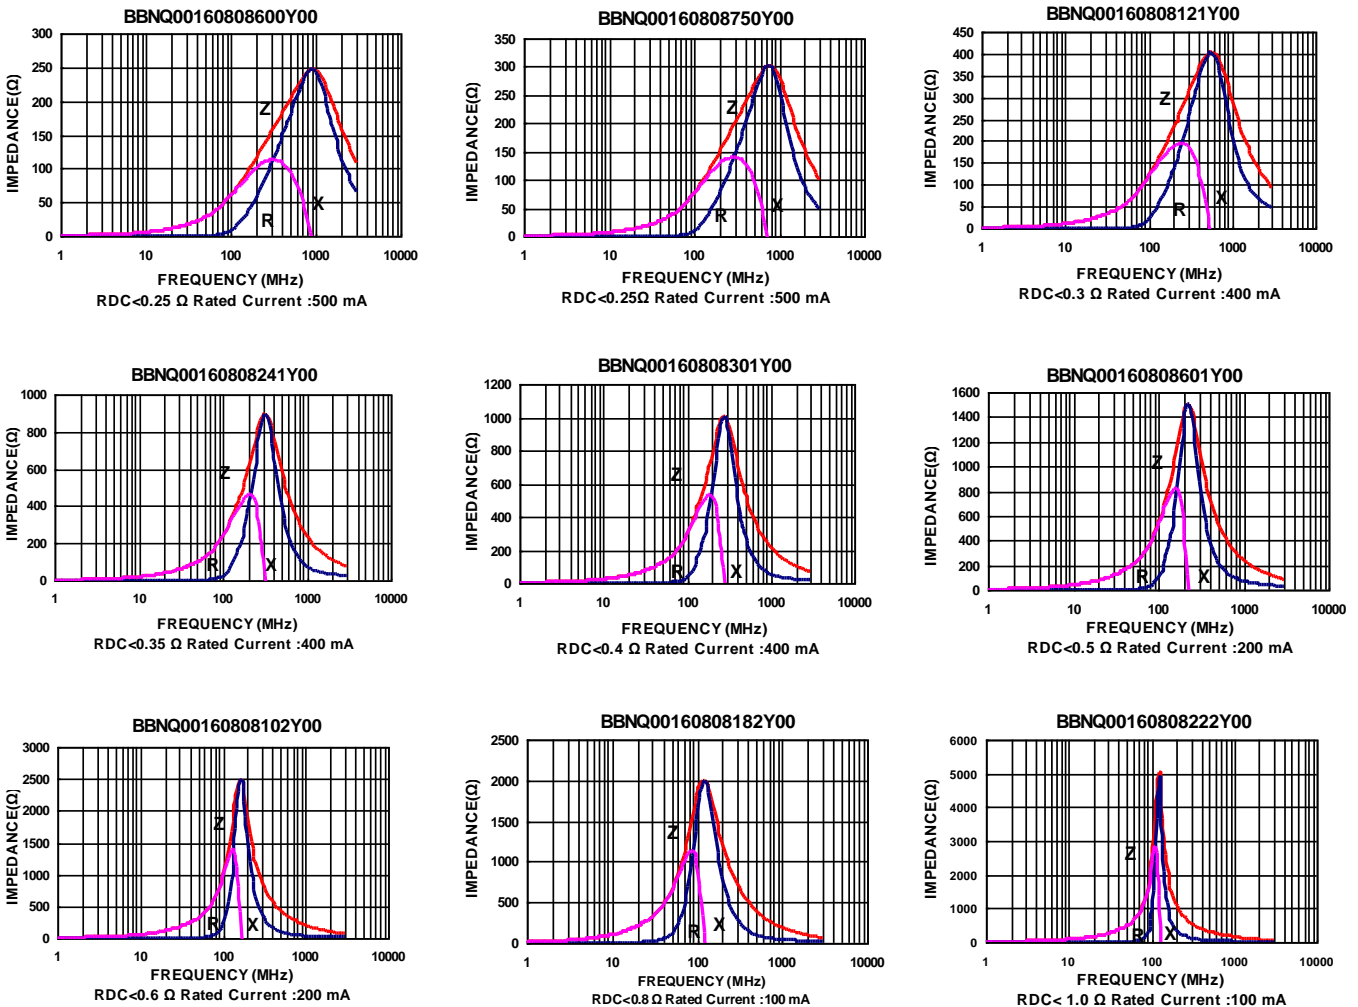 BBNQ00160808600Y00
300
250
200
150
100
50
0
IMPEDANCE(Ω)
Z
R
X
1 10 100 1000 10000
FREQUENCY (MHz)
RDC<0.25 Ω Rated Current :500 mA
BBNQ00160808750Y00
350
300
250
200
150
100
50
0
IMPEDANCE(Ω)
Z
R
X
1 10 100 1000 10000
FREQUENCY (MHz)
RDC<0.25Ω Rated Current :500 mA
BBNQ00160808121Y00
450
400
350
300
250
200
150
100
50
0
IMPEDANCE(Ω)
Z
R
X
1 10 100 1000 10000
FREQUENCY (MHz)
RDC<0.3 Ω Rated Current :400 mA
BBNQ00160808241Y00
1000
800
600
400
200
0
IMPEDANCE(Ω)
Z
R
X
1 10 100 1000 10000
FREQUENCY (MHz)
RDC<0.35 Ω Rated Current :400 mA
BBNQ00160808301Y00
1200
1000
800
600
400
200
0
IMPEDANCE(Ω)
Z
R
X
1 10 100 1000 10000
FREQUENCY (MHz)
RDC<0.4 Ω Rated Current :400 mA
BBNQ00160808601Y00
1600
1400
1200
1000
800
600
400
200
0
IMPEDANCE(Ω)
Z
R
X
1 10 100 1000 10000
FREQUENCY (MHz)
RDC<0.5 Ω Rated Current :200 mA
BBNQ00160808102Y00
3000
2500
2000
1500
1000
500
0
IMPEDANCE(Ω)
Z
R
X
1 10 100 1000 10000
FREQUENCY (MHz)
RDC<0.6 Ω Rated Current :200 mA
BBNQ00160808182Y00
2500
2000
1500
1000
500
0
IMPEDANCE(Ω)
Z
R
X
1 10 100 1000 10000
FREQUENCY (MHz)
RDC<0.8 Ω Rated Current :100 mA
BBNQ00160808222Y00
6000
5000
4000
3000
2000
1000
0
IMPEDANCE(Ω)
Z
R
X
1 10 100 1000 10000
FREQUENCY (MHz)
RDC< 1.0 Ω Rated Current :100 mA